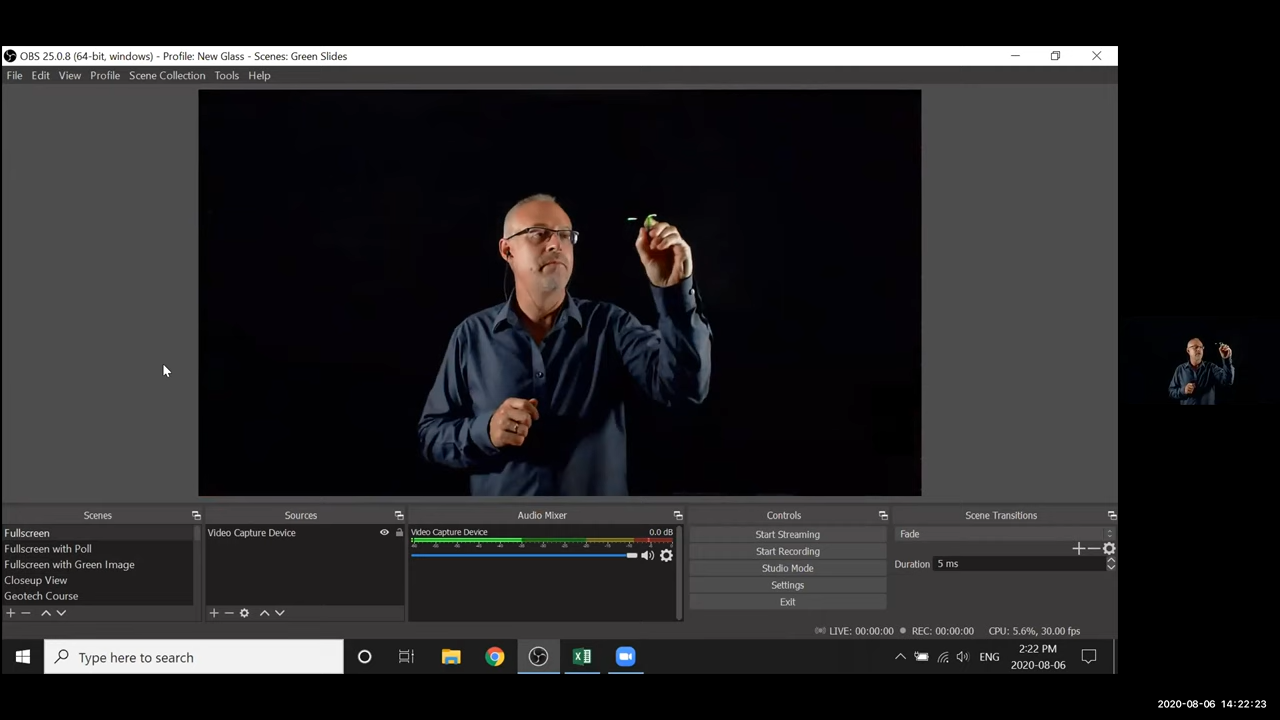 OBS 25.0.8 (64-bit, windows) - Profile: New Glass - Scenes: Green Slides
File Edit View Profile Scene Collection Tools Help
Scenes Sources Audio Mixer Controls Scene Transitions
Fullscreen
Fullscreen with Poll
Fullscreen with Green Image
Closeup View
Geotech Course
Video Capture Device
Video Capture Device 0.0 dB
Start Streaming
Start Recording
Studio Mode
Settings
Exit
Fade
Duration 5 ms
LIVE: 00:00:00 REC: 00:00:00 CPU: 5.6%, 30.00 fps
Type here to search
ENG
2:22 PM
2020-08-06
2020-08-06 14:22:23